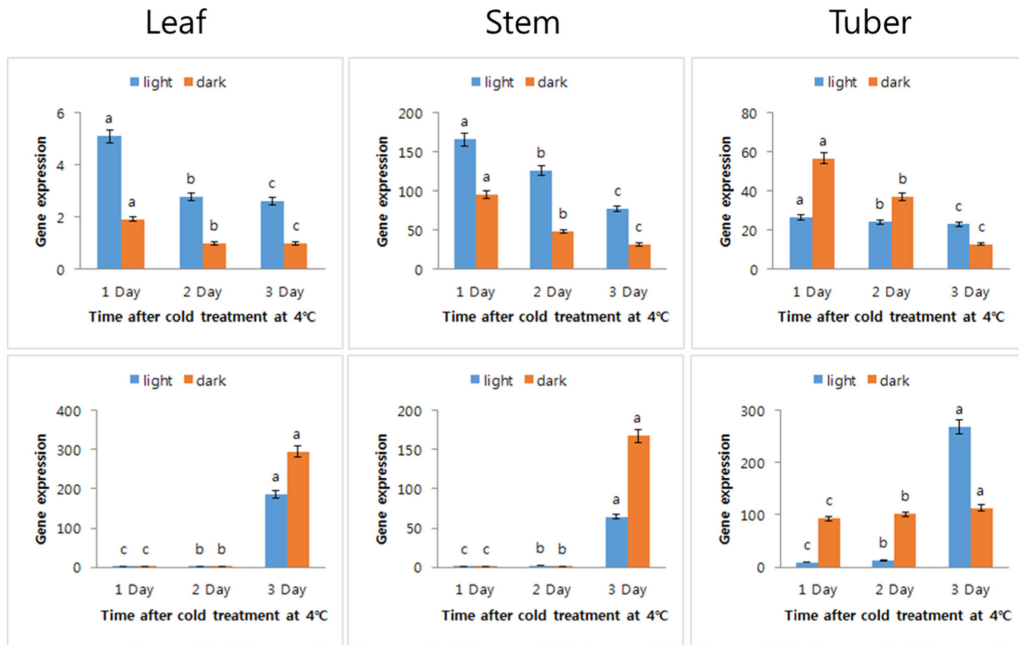 Leaf Stem Tuber
light dark
Gene expression
6
4
2
0
a
a
b
b
c
c
1 Day 2 Day 3 Day
Time after cold treatment at 4℃
light dark
Gene expression
200
150
100
50
0
a
a
b
b
c
c
1 Day 2 Day 3 Day
Time after cold treatment at 4℃
light dark
Gene expression
80
60
40
20
0
a
a
b
b
c
c
1 Day 2 Day 3 Day
Time after cold treatment at 4℃
light dark
Gene expression
400
300
200
100
0
c c b b a a
1 Day 2 Day 3 Day
Time after cold treatment at 4℃
light dark
Gene expression
200
150
100
50
0
c c b b a a
1 Day 2 Day 3 Day
Time after cold treatment at 4℃
light dark
Gene expression
300
200
100
0
c
c
b
b
a
a
1 Day 2 Day 3 Day
Time after cold treatment at 4℃